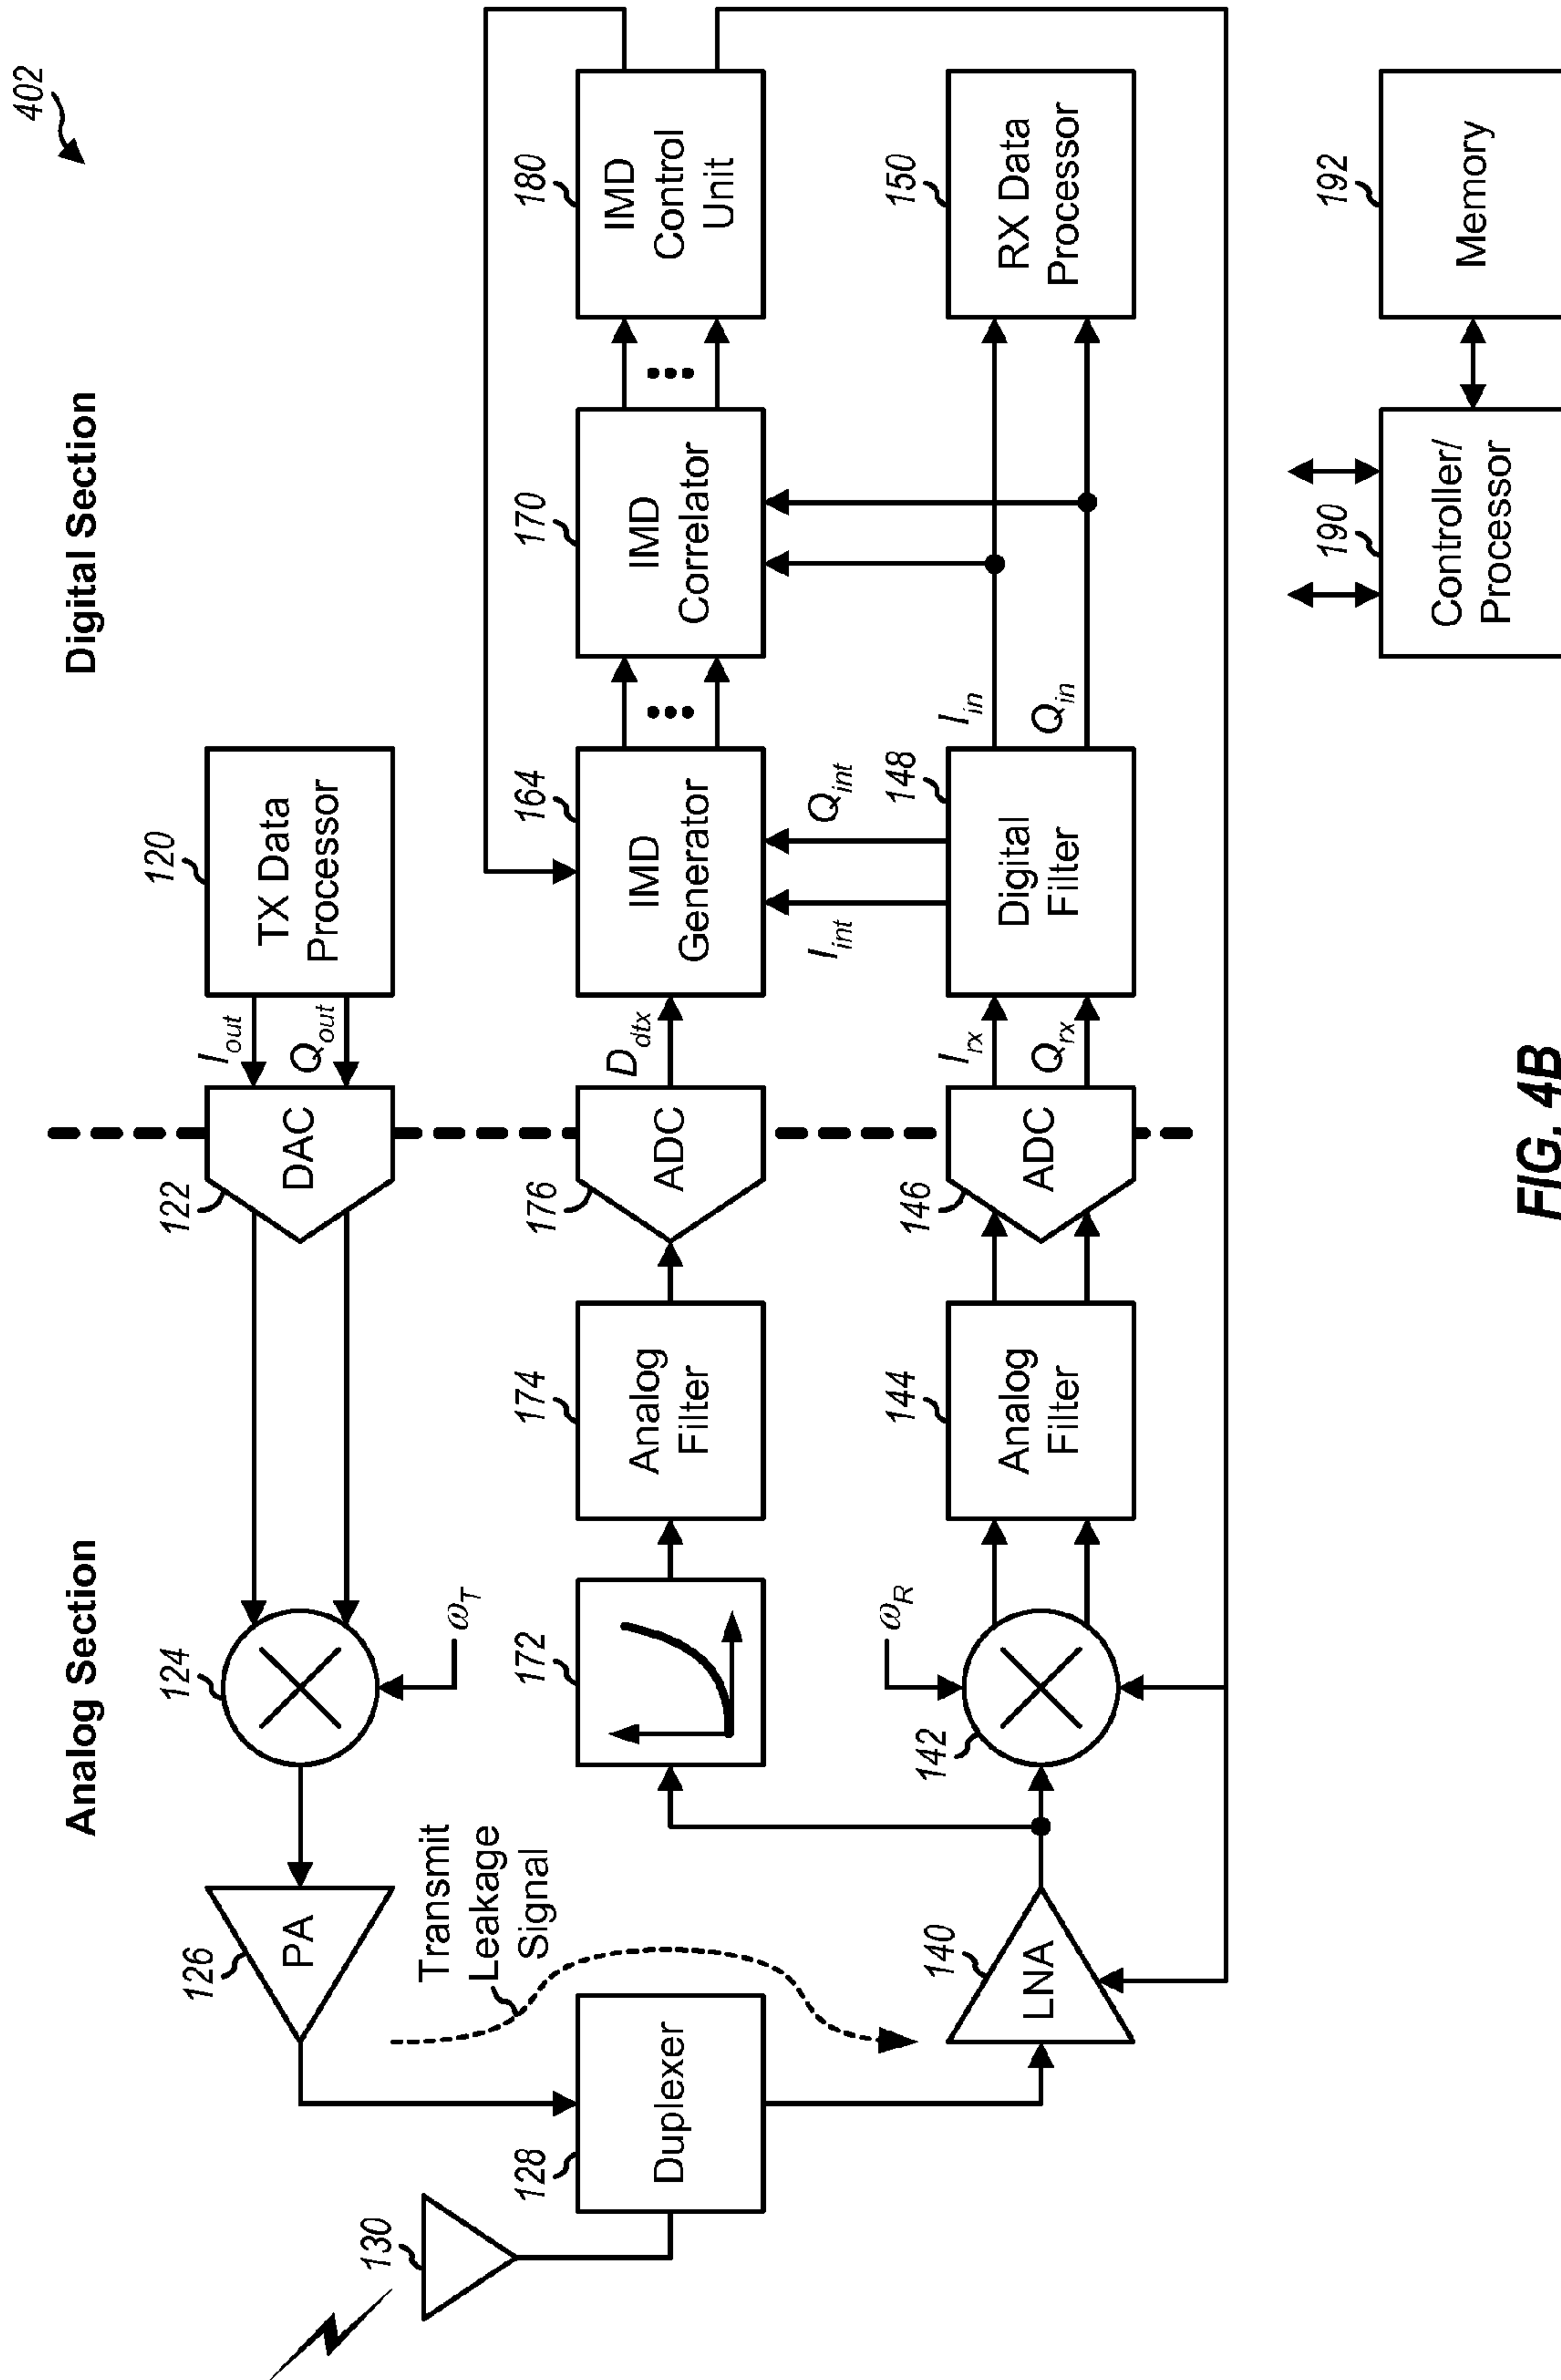 402
Analog Section
Digital Section
130
128
Duplexer
126
PA
124
ωT
122
DAC
Iout
Qout
120
TX Data
Processor
Transmit
Leakage
Signal
172
174
Analog
Filter
176
ADC
Ddtx
164
IMD
Generator
170
IMD
Correlator
180
IMD
Control
Unit
Iint
Qint
140
LNA
142
ωR
144
Analog
Filter
146
ADC
Irx
Qrx
148
Digital
Filter
Iin
Qin
150
RX Data
Processor
190
Controller/
Processor
192
Memory
FIG. 4B